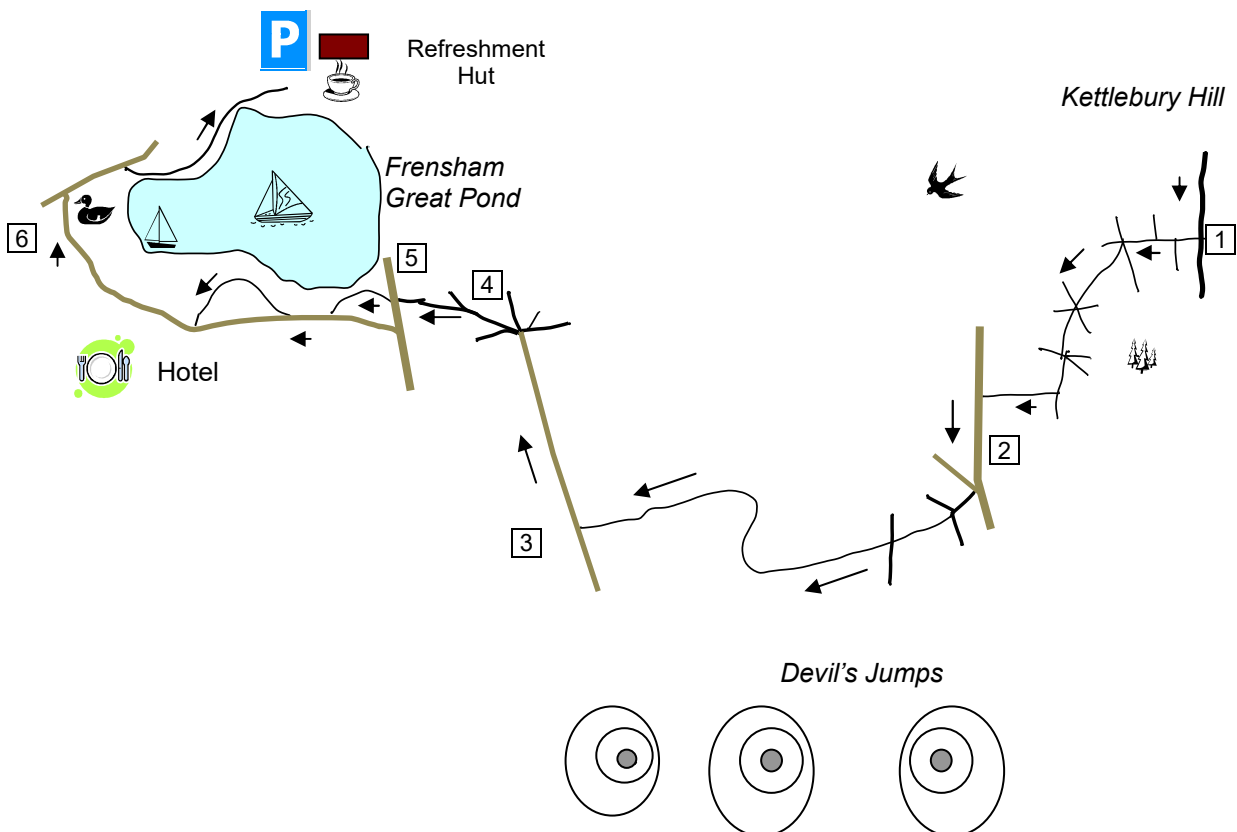 P
Refreshment
Hut
Kettlebury Hill
Frensham
Great Pond
1
6
5
4
Hotel
2
3
Devil's Jumps